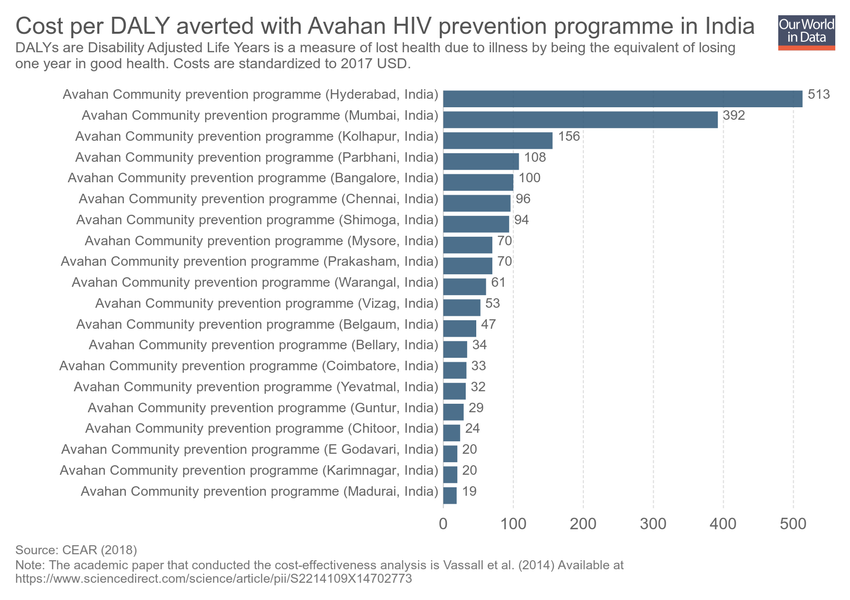 Cost per DALY averted with Avahan HIV prevention programme in India
Our World
in Data
DALYs are Disability Adjusted Life Years is a measure of lost health due to illness by being the equivalent of losing
one year in good health. Costs are standardized to 2017 USD.
Avahan Community prevention programme (Hyderabad, India) 513
Avahan Community prevention programme (Mumbai, India) 392
Avahan Community prevention programme (Kolhapur, India) 156
Avahan Community prevention programme (Parbhani, India) 108
Avahan Community prevention programme (Bangalore, India) 100
Avahan Community prevention programme (Chennai, India) 96
Avahan Community prevention programme (Shimoga, India) 94
Avahan Community prevention programme (Mysore, India) 70
Avahan Community prevention programme (Prakasham, India) 70
Avahan Community prevention programme (Warangal, India) 61
Avahan Community prevention programme (Vizag, India) 53
Avahan Community prevention programme (Belgaum, India) 47
Avahan Community prevention programme (Bellary, India) 34
Avahan Community prevention programme (Coimbatore, India) 33
Avahan Community prevention programme (Yevatmal, India) 32
Avahan Community prevention programme (Guntur, India) 29
Avahan Community prevention programme (Chitoor, India) 24
Avahan Community prevention programme (E Godavari, India) 20
Avahan Community prevention programme (Karimnagar, India) 20
Avahan Community prevention programme (Madurai, India) 19
0 100 200 300 400 500
Source: CEAR (2018)
Note: The academic paper that conducted the cost-effectiveness analysis is Vassall et al. (2014) Available at
https://www.sciencedirect.com/science/article/pii/S2214109X14702773